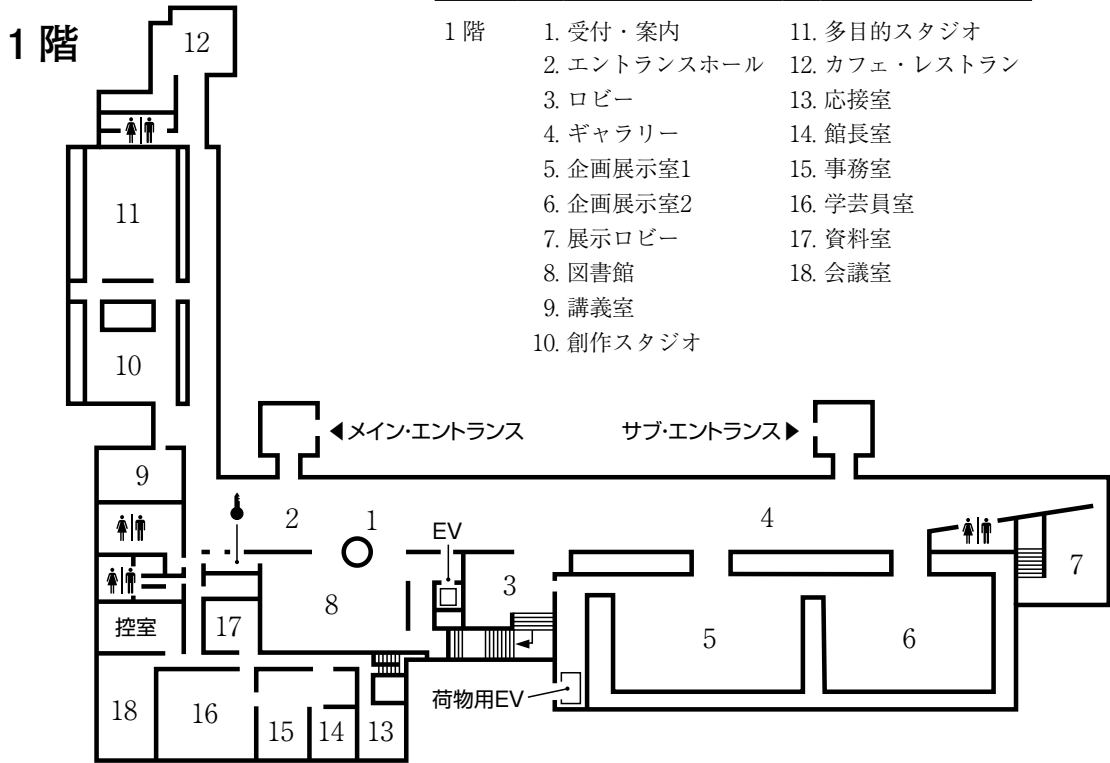 1階
1階
1. 受付・案内
2. エントランスホール
3. ロビー
4. ギャラリー
5. 企画展示室1
6. 企画展示室2
7. 展示ロビー
8. 図書館
9. 講義室
10. 創作スタジオ
11. 多目的スタジオ
12. カフェ・レストラン
13. 応接室
14. 館長室
15. 事務室
16. 学芸員室
17. 資料室
18. 会議室
12
11
10
◀メイン・エントランス
サブ・エントランス▶
9
2
1
EV
4
3
7
8
5
6
控室
17
荷物用EV
18
16
15
14
13